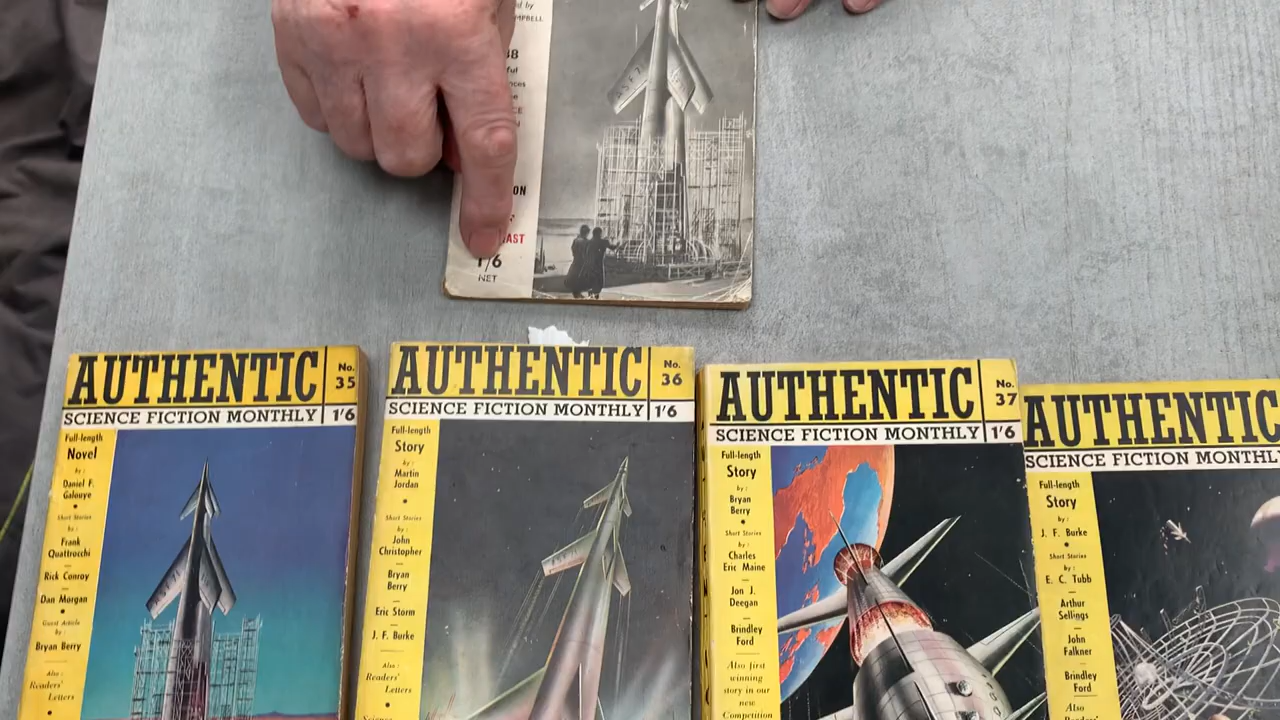 1/6
NET
AUTHENTIC
No.
35
SCIENCE FICTION MONTHLY
1'6
Full-length
Novel
by:
Daniel F.
Galouye
Short Stories
by:
Frank
Quattrocchi
Rick Conroy
Dan Morgan
Guest Article
by:
Bryan Berry
Also:
Readers'
Letters
AUTHENTIC
No.
36
SCIENCE FICTION MONTHLY
1'6
Full-length
Story
by:
Martin
Jordan
Short Stories
by:
John
Christopher
Bryan
Berry
Eric Storm
J. F. Burke
Also:
Readers'
Letters
AUTHENTIC
No.
37
SCIENCE FICTION MONTHLY
1'6
Full-length
Story
by:
Bryan
Berry
Short Stories
by:
Charles
Eric Maine
Jon J.
Deegan
Brindley
Ford
Also first
winning
story in our
new
Competition
AUTHENTIC
SCIENCE FICTION MONTHLY
Full-length
Story
by:
J. F. Burke
Short Stories
by:
E. C. Tubb
Arthur
Sellings
John
Falkner
Brindley
Ford
Also